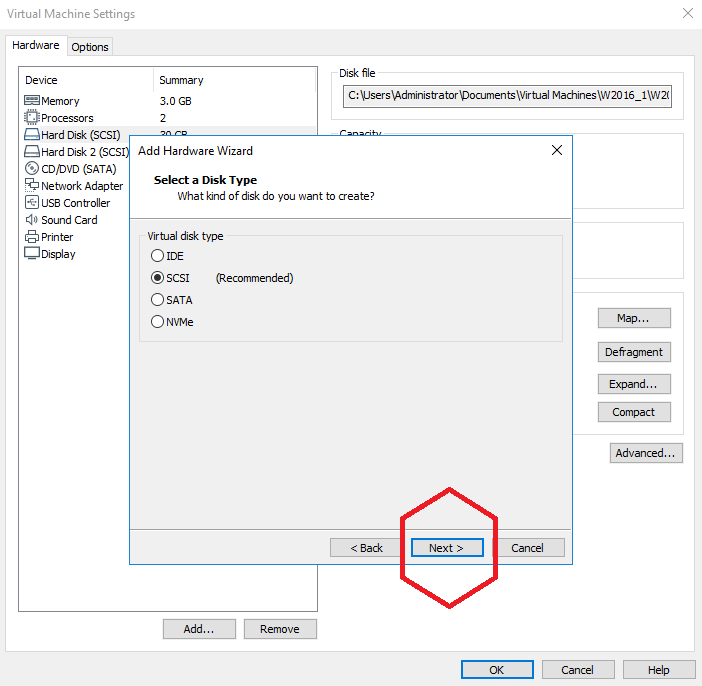 Virtual Machine Settings
Hardware Options
Device Summary
Memory 3.0 GB
Processors 2
Hard Disk (SCSI) 30 GB
Hard Disk 2 (SCSI)
CD/DVD (SATA)
Network Adapter
USB Controller
Sound Card
Printer
Display
Disk file
C:\Users\Administrator\Documents\Virtual Machines\W2016_1\W20
Capacity
Add Hardware Wizard
Select a Disk Type
What kind of disk do you want to create?
Virtual disk type
IDE
SCSI (Recommended)
SATA
NVMe
< Back Next > Cancel
Map...
Defragment
Expand...
Compact
Advanced...
Add... Remove
OK Cancel Help